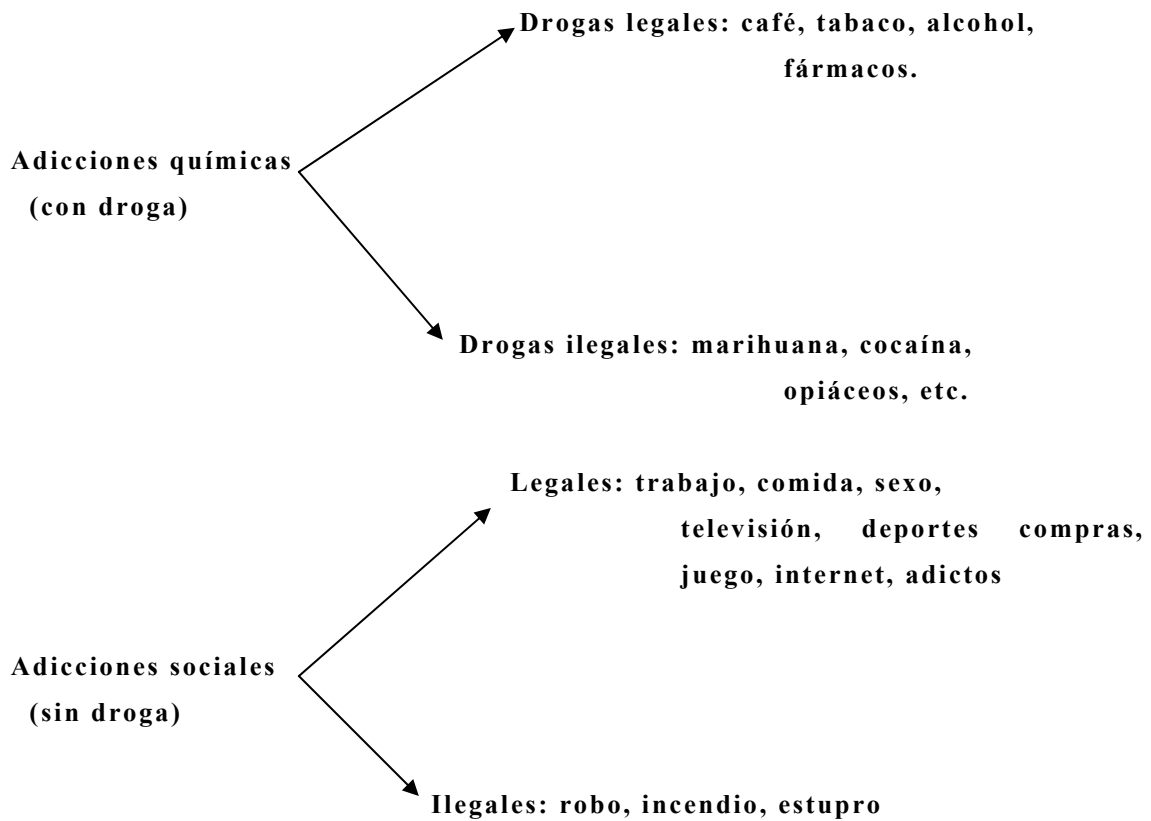 Drogas legales: café, tabaco, alcohol,
fármacos.
Adicciones químicas
(con droga)
Drogas ilegales: marihuana, cocaína,
opiáceos, etc.
Legales: trabajo, comida, sexo,
televisión, deportes compras,
juego, internet, adictos
Adicciones sociales
(sin droga)
Ilegales: robo, incendio, estupro